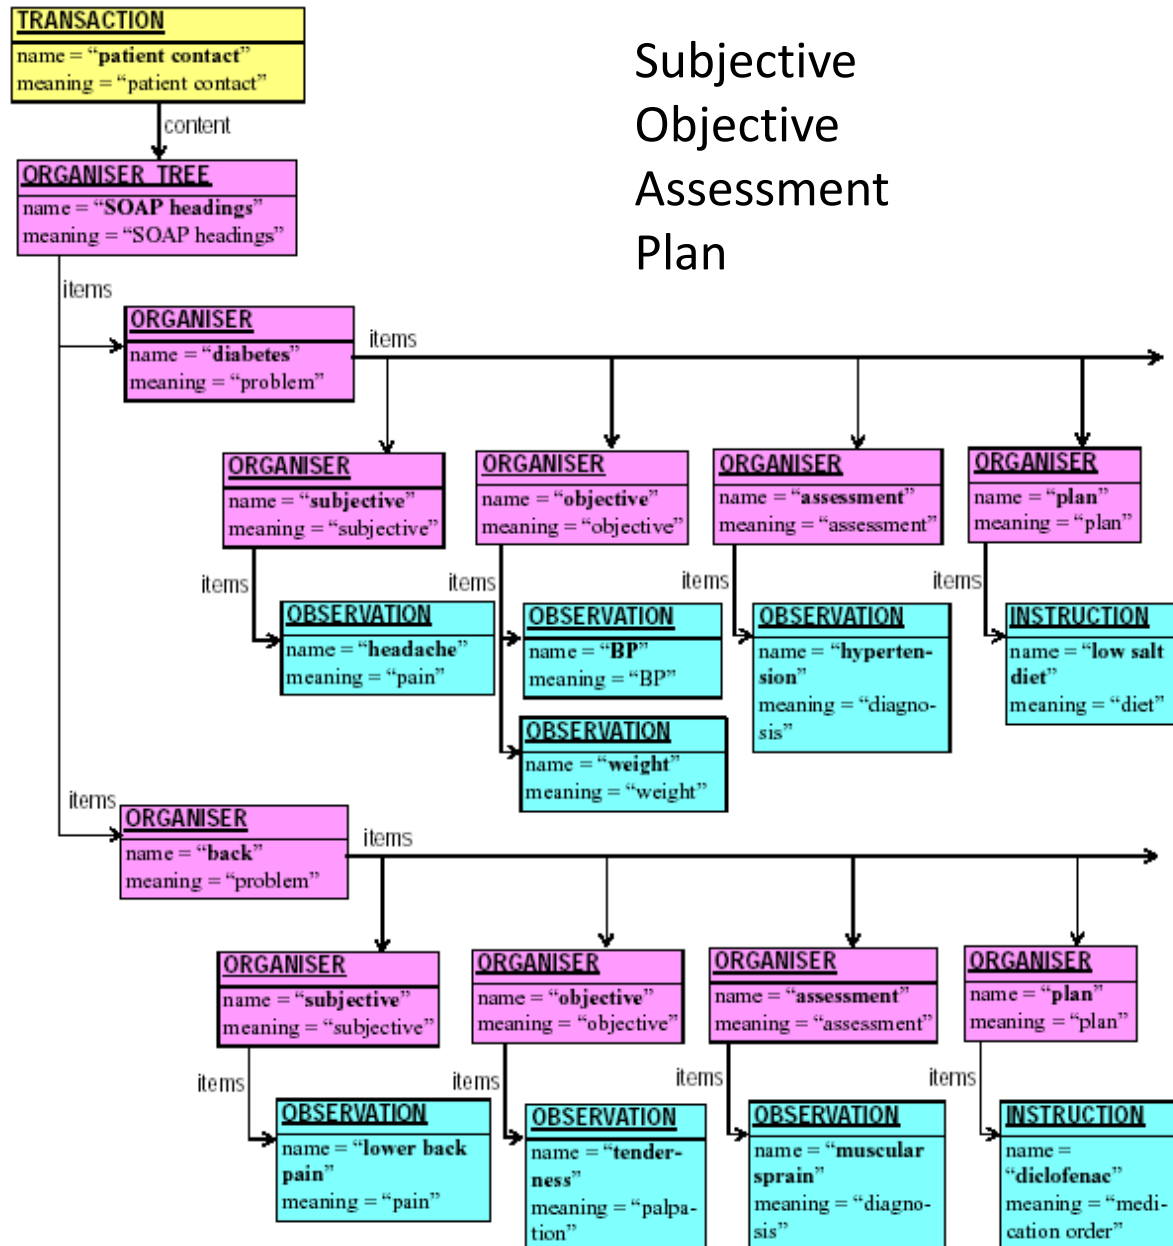 TRANSACTION
name = “patient contact”
meaning = “patient contact”
Subjective
Objective
Assessment
Plan
content
ORGANISER TREE
name = “SOAP headings”
meaning = “SOAP headings”
items
ORGANISER
name = “diabetes”
meaning = “problem”
items
ORGANISER
name = “subjective”
meaning = “subjective”
ORGANISER
name = “objective”
meaning = “objective”
ORGANISER
name = “assessment”
meaning = “assessment”
ORGANISER
name = “plan”
meaning = “plan”
items
items
items
items
OBSERVATION
name = “headache”
meaning = “pain”
OBSERVATION
name = “BP”
meaning = “BP”
OBSERVATION
name = “weight”
meaning = “weight”
OBSERVATION
name = “hyperten-
sion”
meaning = “diagno-
sis”
INSTRUCTION
name = “low salt
diet”
meaning = “diet”
items
ORGANISER
name = “back”
meaning = “problem”
items
ORGANISER
name = “subjective”
meaning = “subjective”
ORGANISER
name = “objective”
meaning = “objective”
ORGANISER
name = “assessment”
meaning = “assessment”
ORGANISER
name = “plan”
meaning = “plan”
items
items
items
items
OBSERVATION
name = “lower back
pain”
meaning = “pain”
OBSERVATION
name = “tender-
ness”
meaning = “palpa-
tion”
OBSERVATION
name = “muscular
sprain”
meaning = “diagno-
sis”
INSTRUCTION
name =
“diclofenac”
meaning = “medi-
cation order”